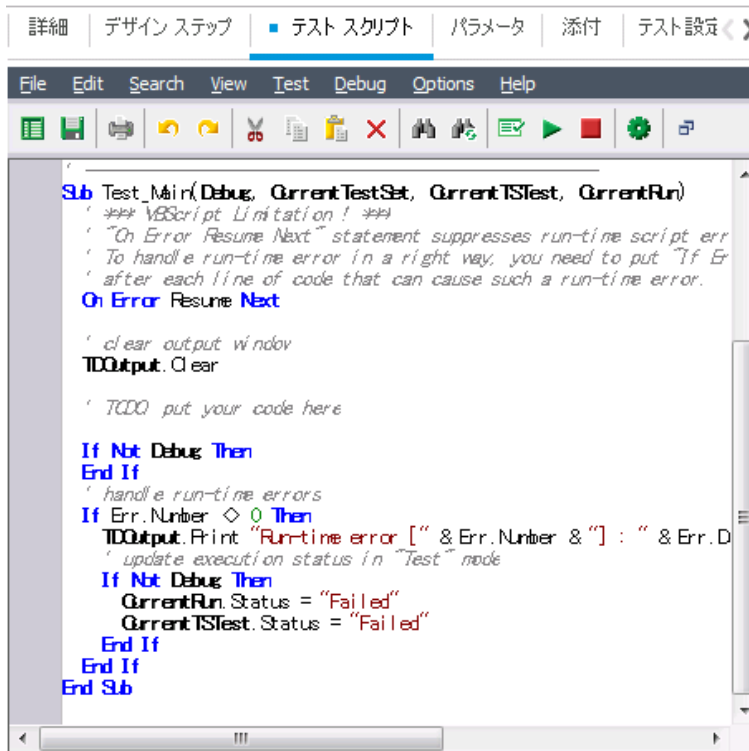 詳細 デザイン ステップ テスト スクリプト パラメータ 添付 テスト設定
File Edit Search View Test Debug Options Help
Sub Test_Main(Debug, CurrentTestSet, CurrentTSTest, CurrentRun)
' *** VBScript Limitation ! ***
' "On Error Resume Next" statement suppresses run-time script err
' To handle run-time error in a right way, you need to put "If Er
' after each line of code that can cause such a run-time error.
On Error Resume Next
' clear output window
TDOutput.Clear
' TODO: put your code here
If Not Debug Then
End If
' handle run-time errors
If Err.Number <> 0 Then
TDOutput.Print "Run-time error [" & Err.Number & "] : " & Err.D
' update execution status in "Test" mode
If Not Debug Then
CurrentRun.Status = "Failed"
CurrentTSTest.Status = "Failed"
End If
End If
End Sub